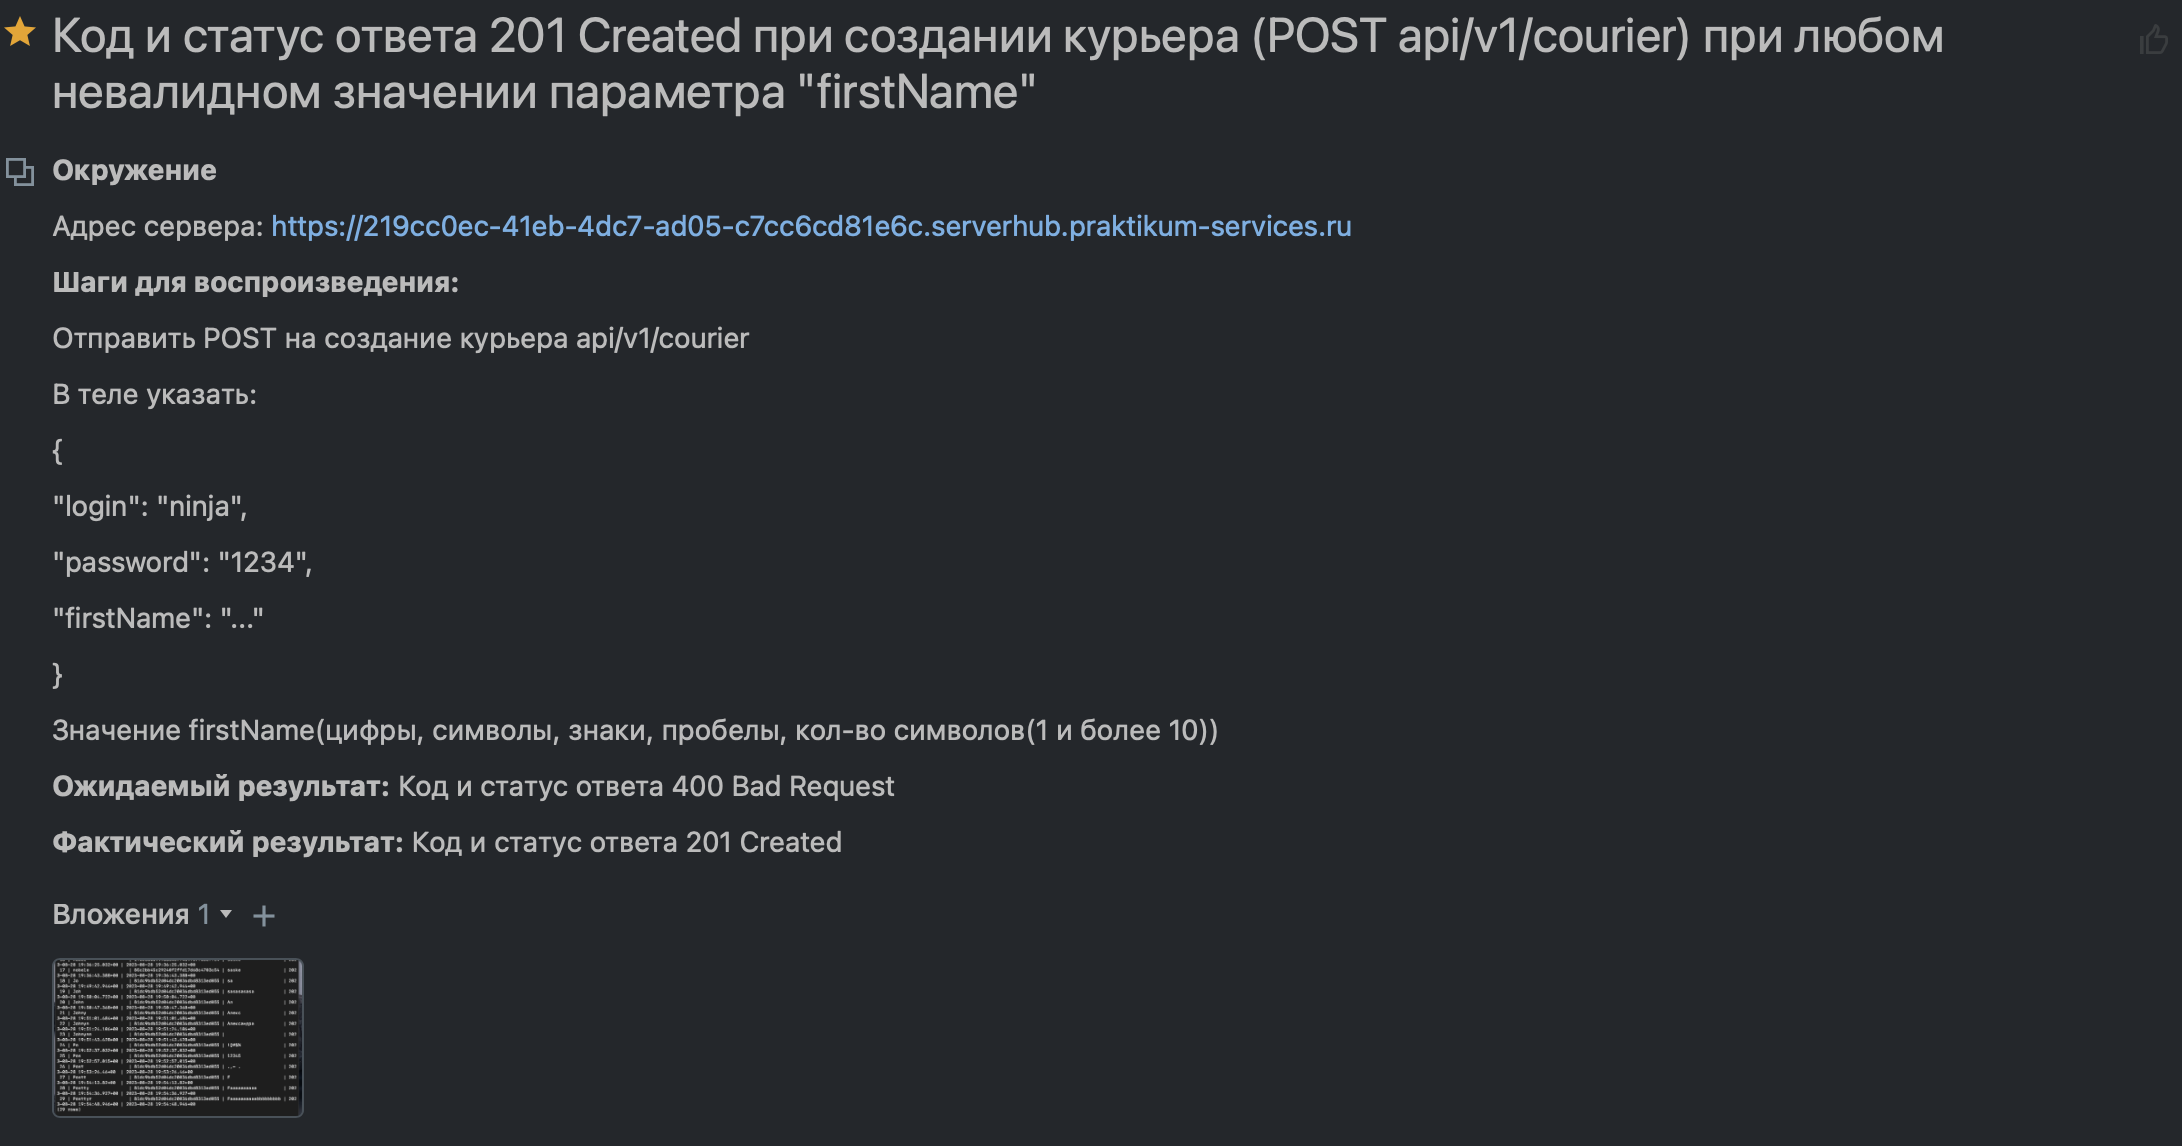 Код и статус ответа 201 Created при создании курьера (POST api/v1/courier) при любом
невалидном значении параметра "firstName"
Окружение
Адрес сервера: https://219cc0ec-41eb-4dc7-ad05-c7cc6cd81e6c.serverhub.praktikum-services.ru
Шаги для воспроизведения:
Отправить POST на создание курьера api/v1/courier
В теле указать:
{
"login": "ninja",
"password": "1234",
"firstName": "..."
}
Значение firstName(цифры, символы, знаки, пробелы, кол-во символов(1 и более 10))
Ожидаемый результат: Код и статус ответа 400 Bad Request
Фактический результат: Код и статус ответа 201 Created
Вложения 1